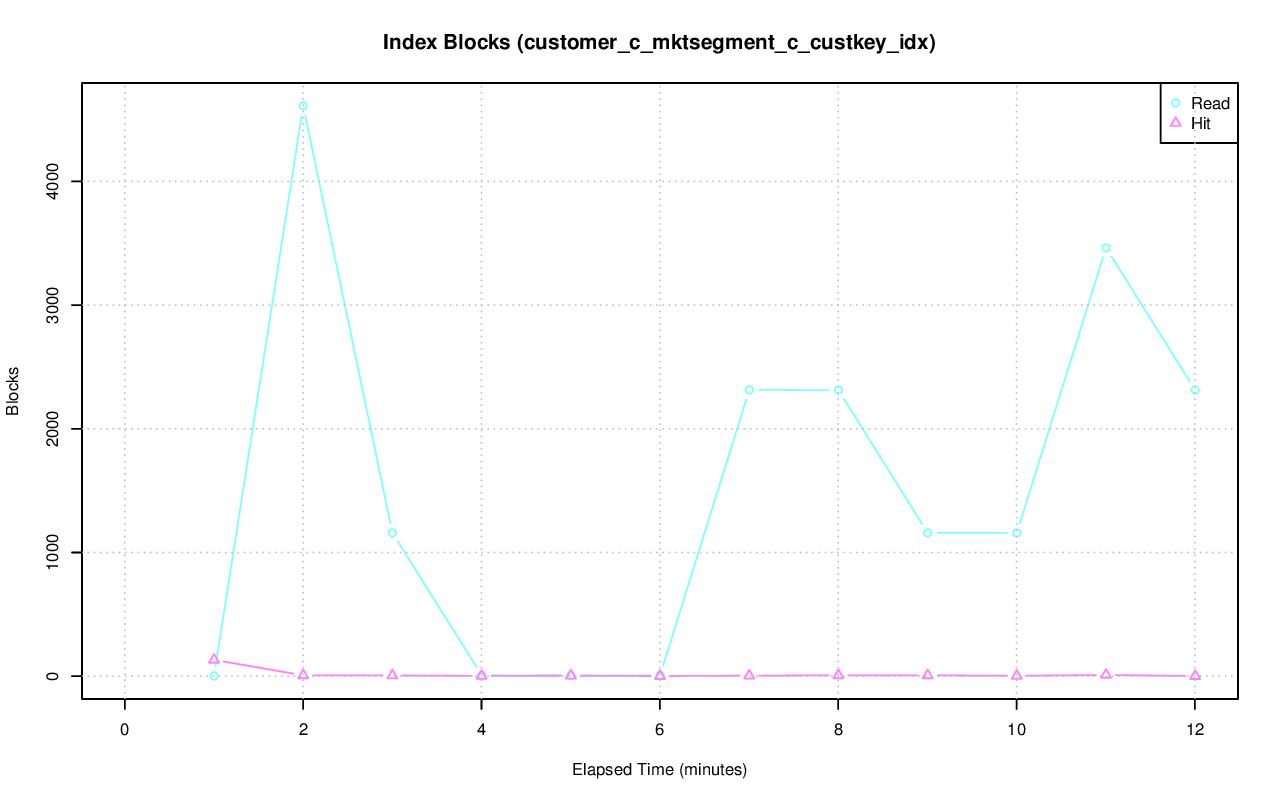 Index Blocks (customer_c_mktsegment_c_custkey_idx)
Read
Hit
4000
3000
2000
1000
0
Blocks
0 2 4 6 8 10 12
Elapsed Time (minutes)